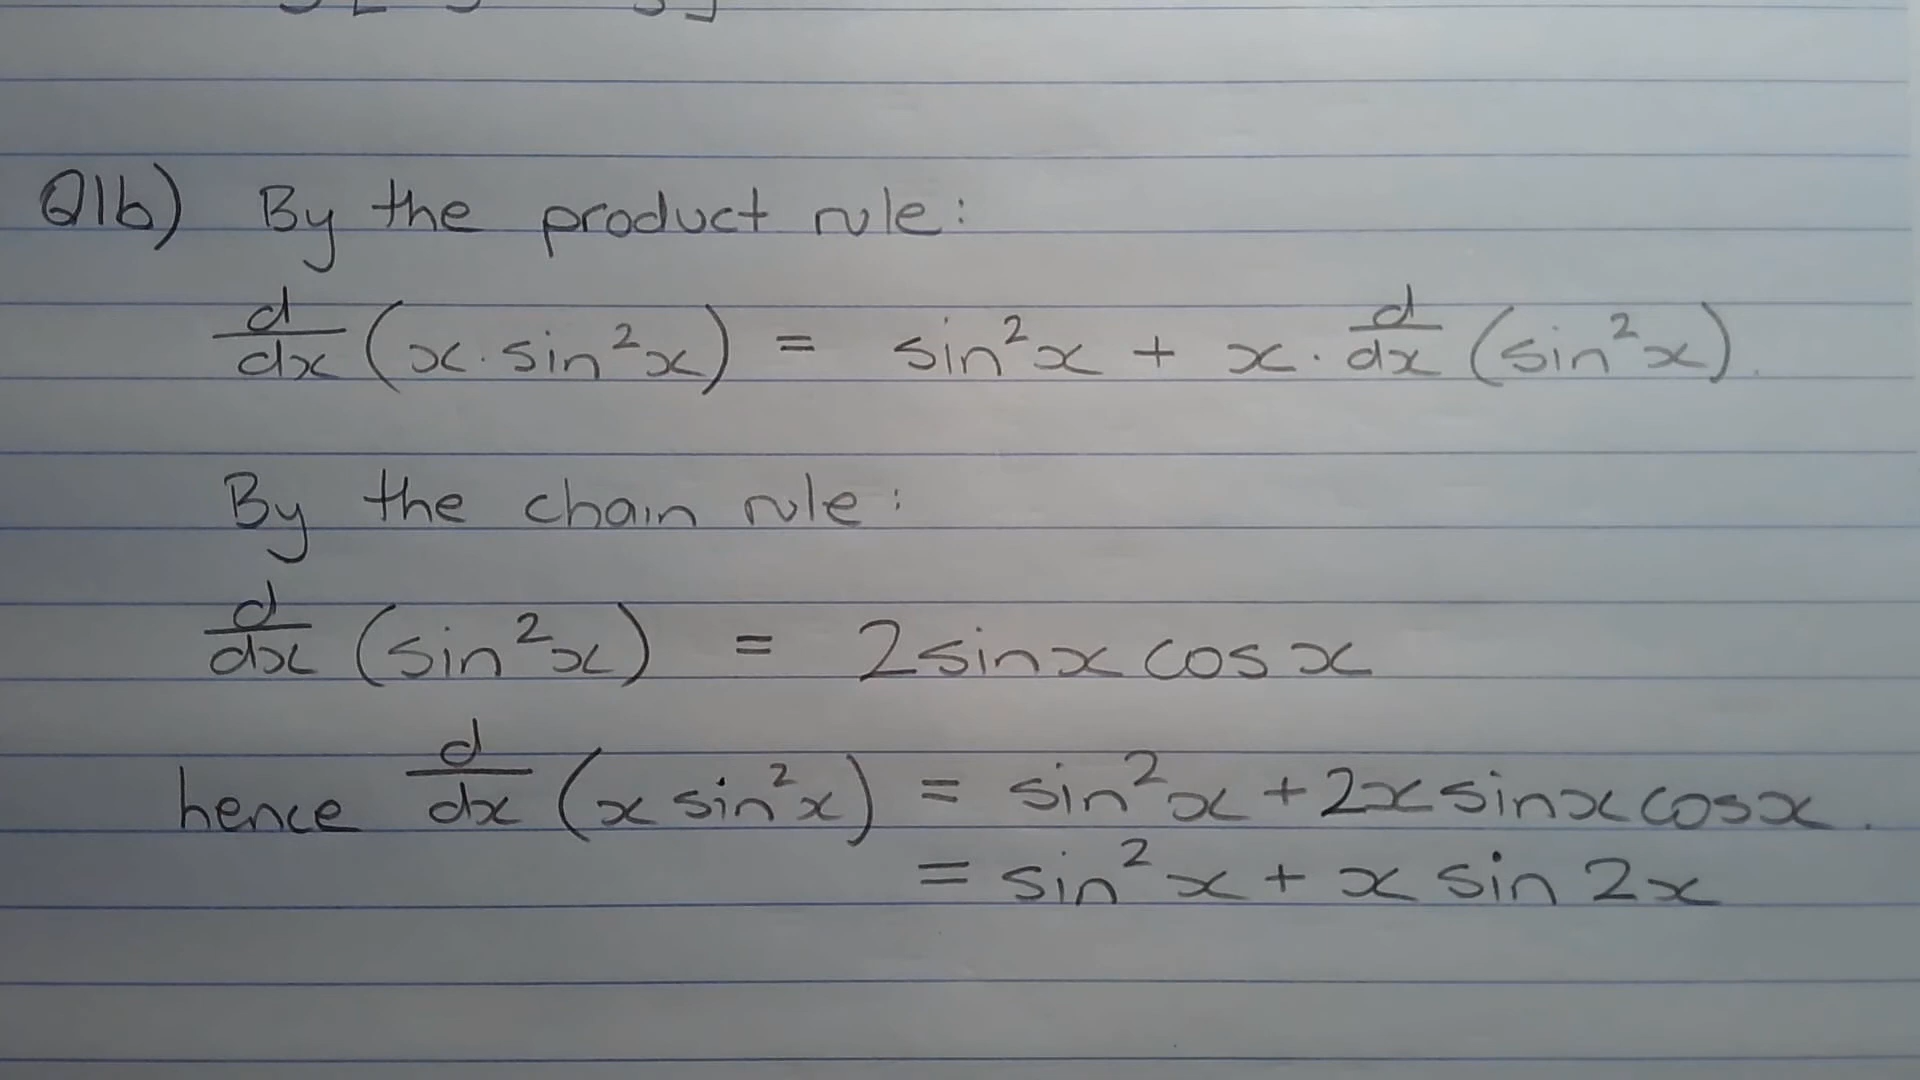 Q1b) By the product rule:
d/dx (x·sin²x) = sin²x + x· d/dx (sin²x).
By the chain rule:
d/dx (sin²x) = 2sinx cosx
hence d/dx (x sin²x) = sin²x + 2x sinx cosx.
= sin²x + x sin 2x